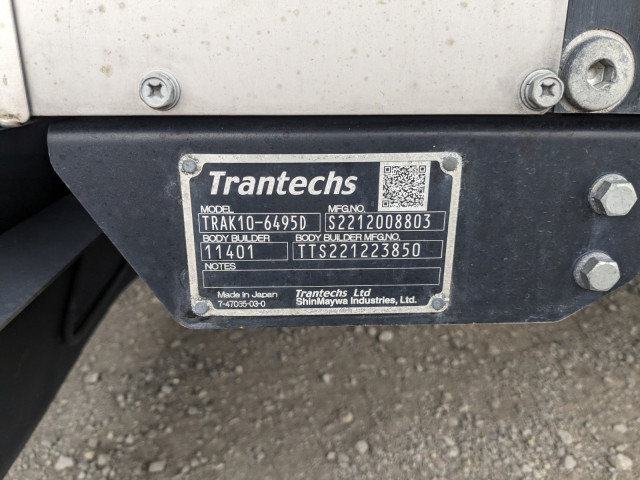 Trantechs
MODEL MFG.NO.
TRAK10-6495D S2212008803
BODY BUILDER BODY BUILDER MFG.NO.
11401 TTS221223850
NOTES
Made in Japan Trantechs Ltd
7-47035-03-0 ShinMaywa Industries, Ltd.